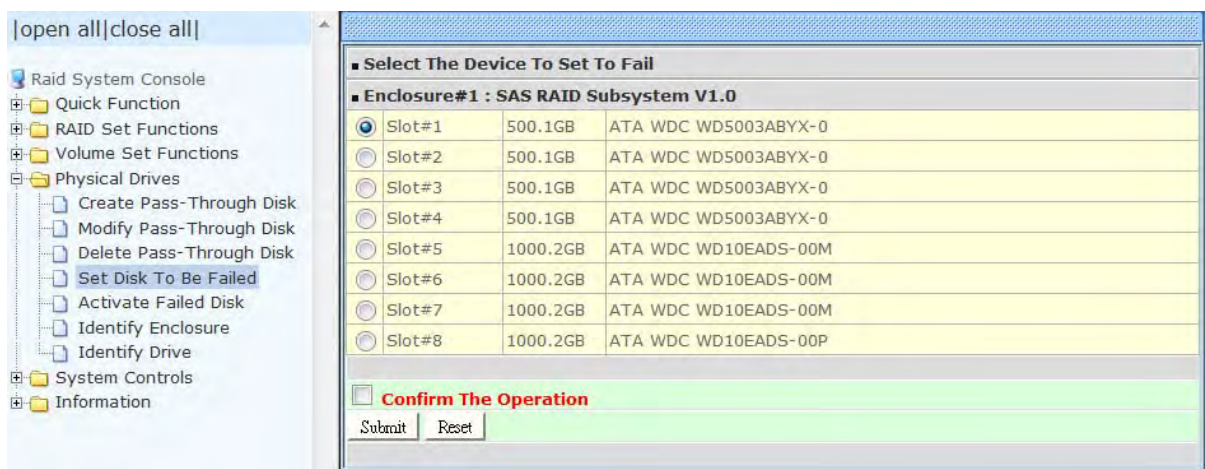 |open all|close all|
Raid System Console
Quick Function
RAID Set Functions
Volume Set Functions
Physical Drives
Create Pass-Through Disk
Modify Pass-Through Disk
Delete Pass-Through Disk
Set Disk To Be Failed
Activate Failed Disk
Identify Enclosure
Identify Drive
System Controls
Information
Select The Device To Set To Fail
Enclosure#1 : SAS RAID Subsystem V1.0
Slot#1 500.1GB ATA WDC WD5003ABYX-0
Slot#2 500.1GB ATA WDC WD5003ABYX-0
Slot#3 500.1GB ATA WDC WD5003ABYX-0
Slot#4 500.1GB ATA WDC WD5003ABYX-0
Slot#5 1000.2GB ATA WDC WD10EADS-00M
Slot#6 1000.2GB ATA WDC WD10EADS-00M
Slot#7 1000.2GB ATA WDC WD10EADS-00M
Slot#8 1000.2GB ATA WDC WD10EADS-00P
Confirm The Operation
Submit Reset